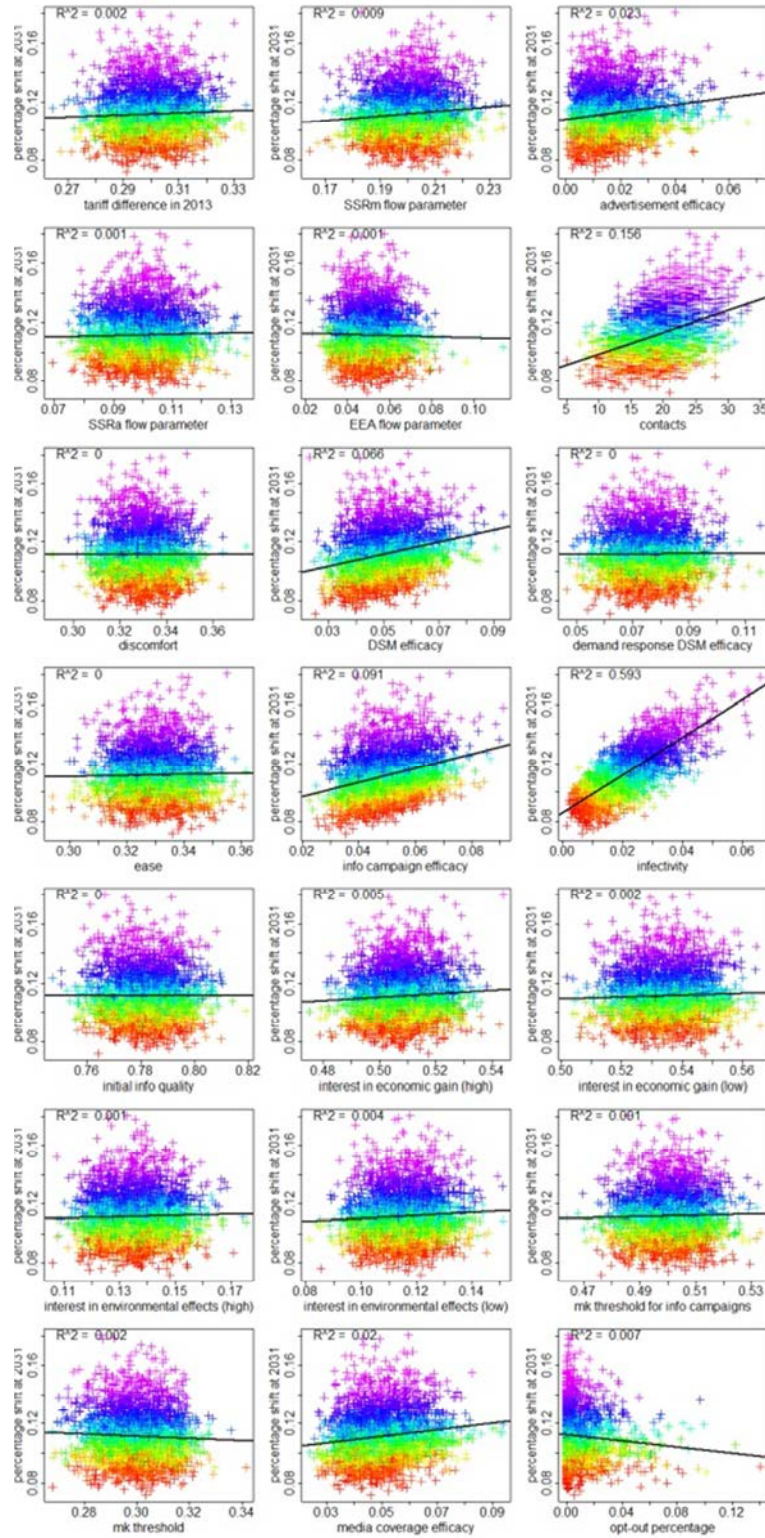 R^2 = 0.002
percentage shift at 2031
0.08 0.12 0.16
0.27 0.29 0.31 0.33
tariff difference in 2013
R^2 = 0.009
percentage shift at 2031
0.08 0.12 0.16
0.17 0.19 0.21 0.23
SSRm flow parameter
R^2 = 0.023
percentage shift at 2031
0.08 0.12 0.16
0.00 0.02 0.04 0.06
advertisement efficacy
R^2 = 0.001
percentage shift at 2031
0.08 0.12 0.16
0.07 0.09 0.11 0.13
SSRa flow parameter
R^2 = 0.001
percentage shift at 2031
0.08 0.12 0.16
0.02 0.04 0.06 0.08 0.10
EEA flow parameter
R^2 = 0.156
percentage shift at 2031
0.08 0.12 0.16
5 10 15 20 25 30 35
contacts
R^2 = 0
percentage shift at 2031
0.08 0.12 0.16
0.30 0.32 0.34 0.36
discomfort
R^2 = 0.066
percentage shift at 2031
0.08 0.12 0.16
0.03 0.05 0.07 0.09
DSM efficacy
R^2 = 0
percentage shift at 2031
0.08 0.12 0.16
0.05 0.07 0.09 0.11
demand response DSM efficacy
R^2 = 0
percentage shift at 2031
0.08 0.12 0.16
0.30 0.32 0.34 0.36
ease
R^2 = 0.091
percentage shift at 2031
0.08 0.12 0.16
0.02 0.04 0.06 0.08
info campaign efficacy
R^2 = 0.593
percentage shift at 2031
0.08 0.12 0.16
0.00 0.02 0.04 0.06
infectivity
R^2 = 0
percentage shift at 2031
0.08 0.12 0.16
0.76 0.78 0.80 0.82
initial info quality
R^2 = 0.005
percentage shift at 2031
0.08 0.12 0.16
0.48 0.50 0.52 0.54
interest in economic gain (high)
R^2 = 0.002
percentage shift at 2031
0.08 0.12 0.16
0.50 0.52 0.54 0.56
interest in economic gain (low)
R^2 = 0.001
percentage shift at 2031
0.08 0.12 0.16
0.11 0.13 0.15 0.17
interest in environmental effects (high)
R^2 = 0.004
percentage shift at 2031
0.08 0.12 0.16
0.08 0.10 0.12 0.14
interest in environmental effects (low)
R^2 = 0.001
percentage shift at 2031
0.08 0.12 0.16
0.47 0.49 0.51 0.53
mk threshold for info campaigns
R^2 = 0.002
percentage shift at 2031
0.08 0.12 0.16
0.28 0.30 0.32 0.34
mk threshold
R^2 = 0.02
percentage shift at 2031
0.08 0.12 0.16
0.03 0.05 0.07 0.09
media coverage efficacy
R^2 = 0.007
percentage shift at 2031
0.08 0.12 0.16
0.00 0.04 0.08 0.12
opt-out percentage